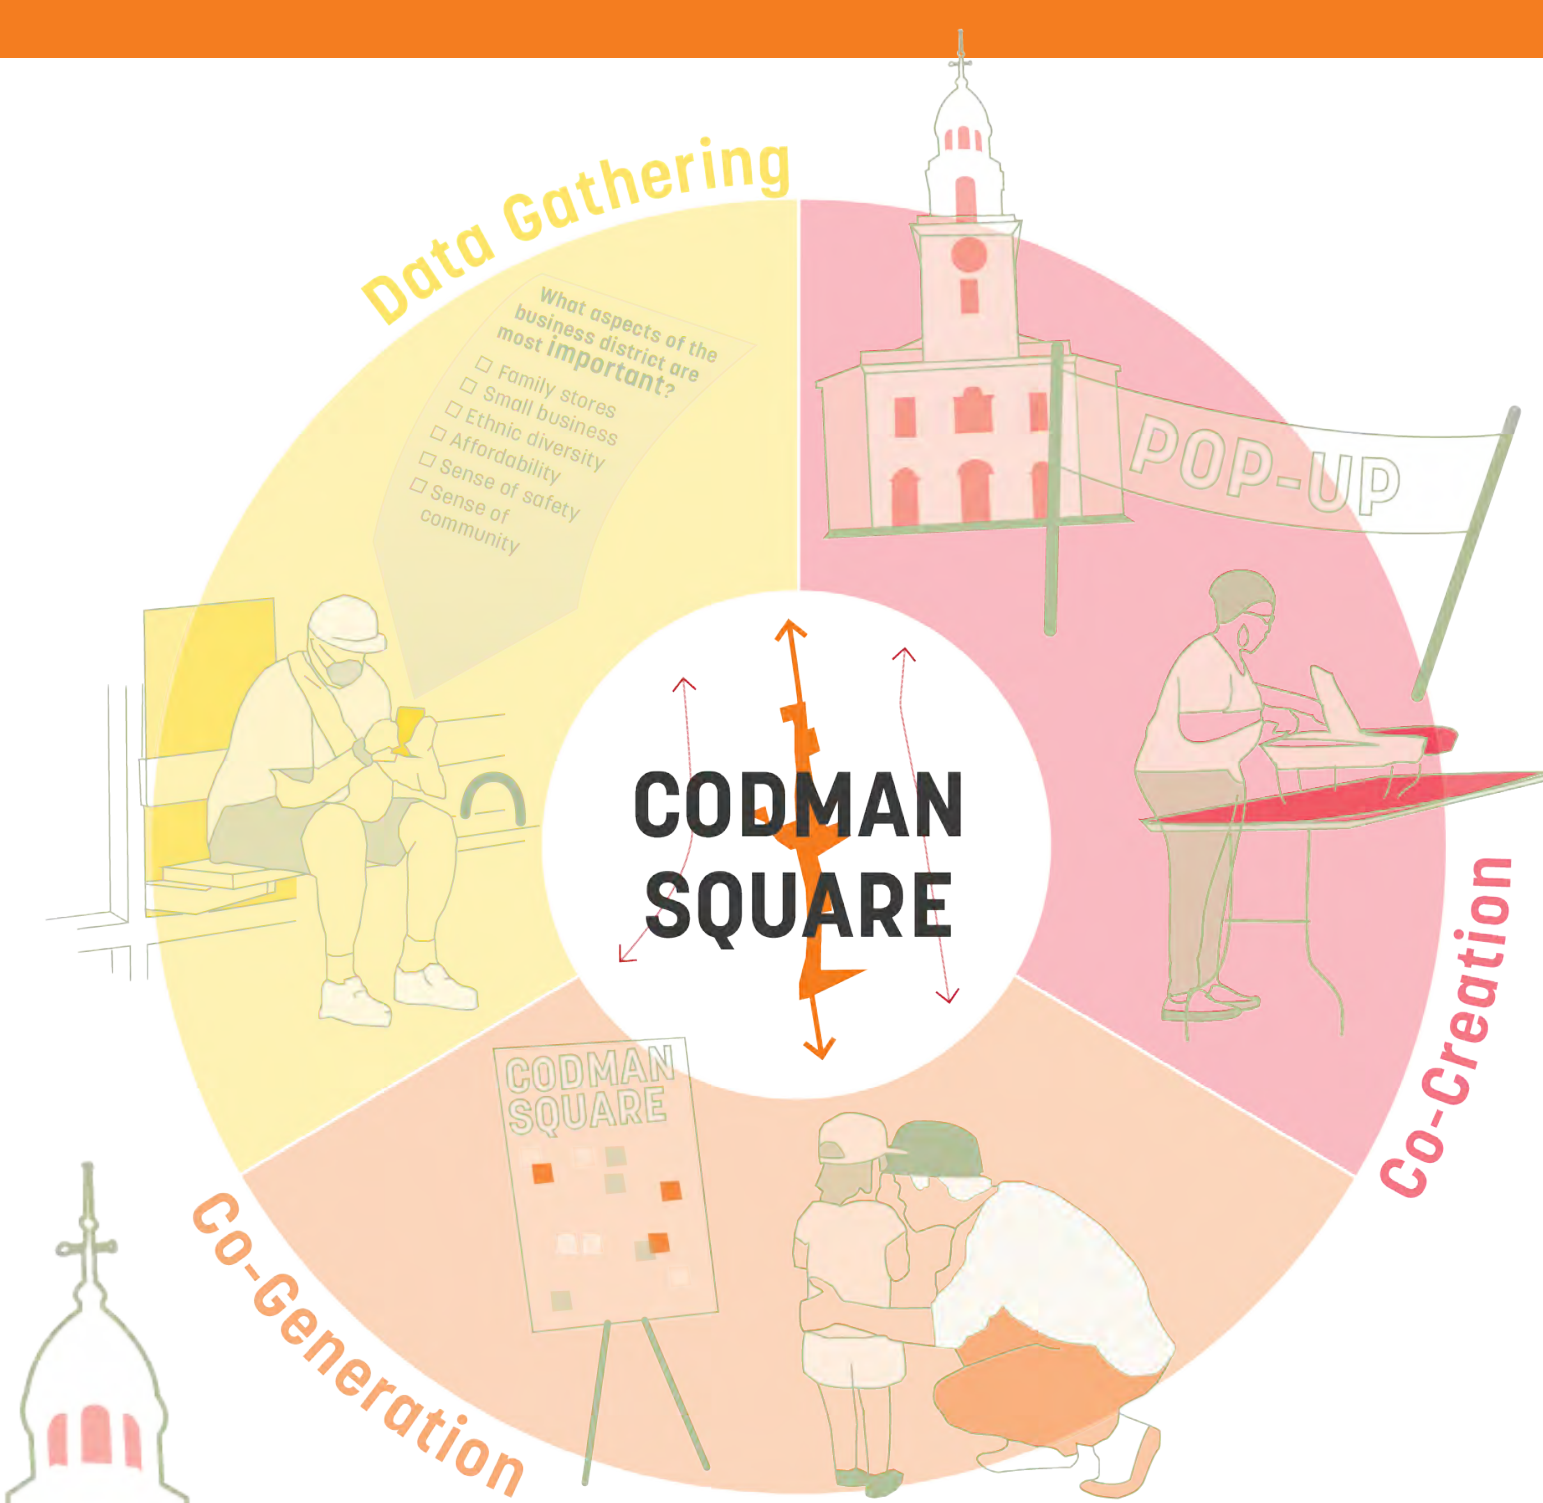 Data Gathering
What aspects of the
business district are
most important?
Family stores
Small business
Ethnic diversity
Affordability
Sense of safety
Sense of
community
POP-UP
CODMAN
SQUARE
Co-Creation
CODMAN
SQUARE
Co-Generation